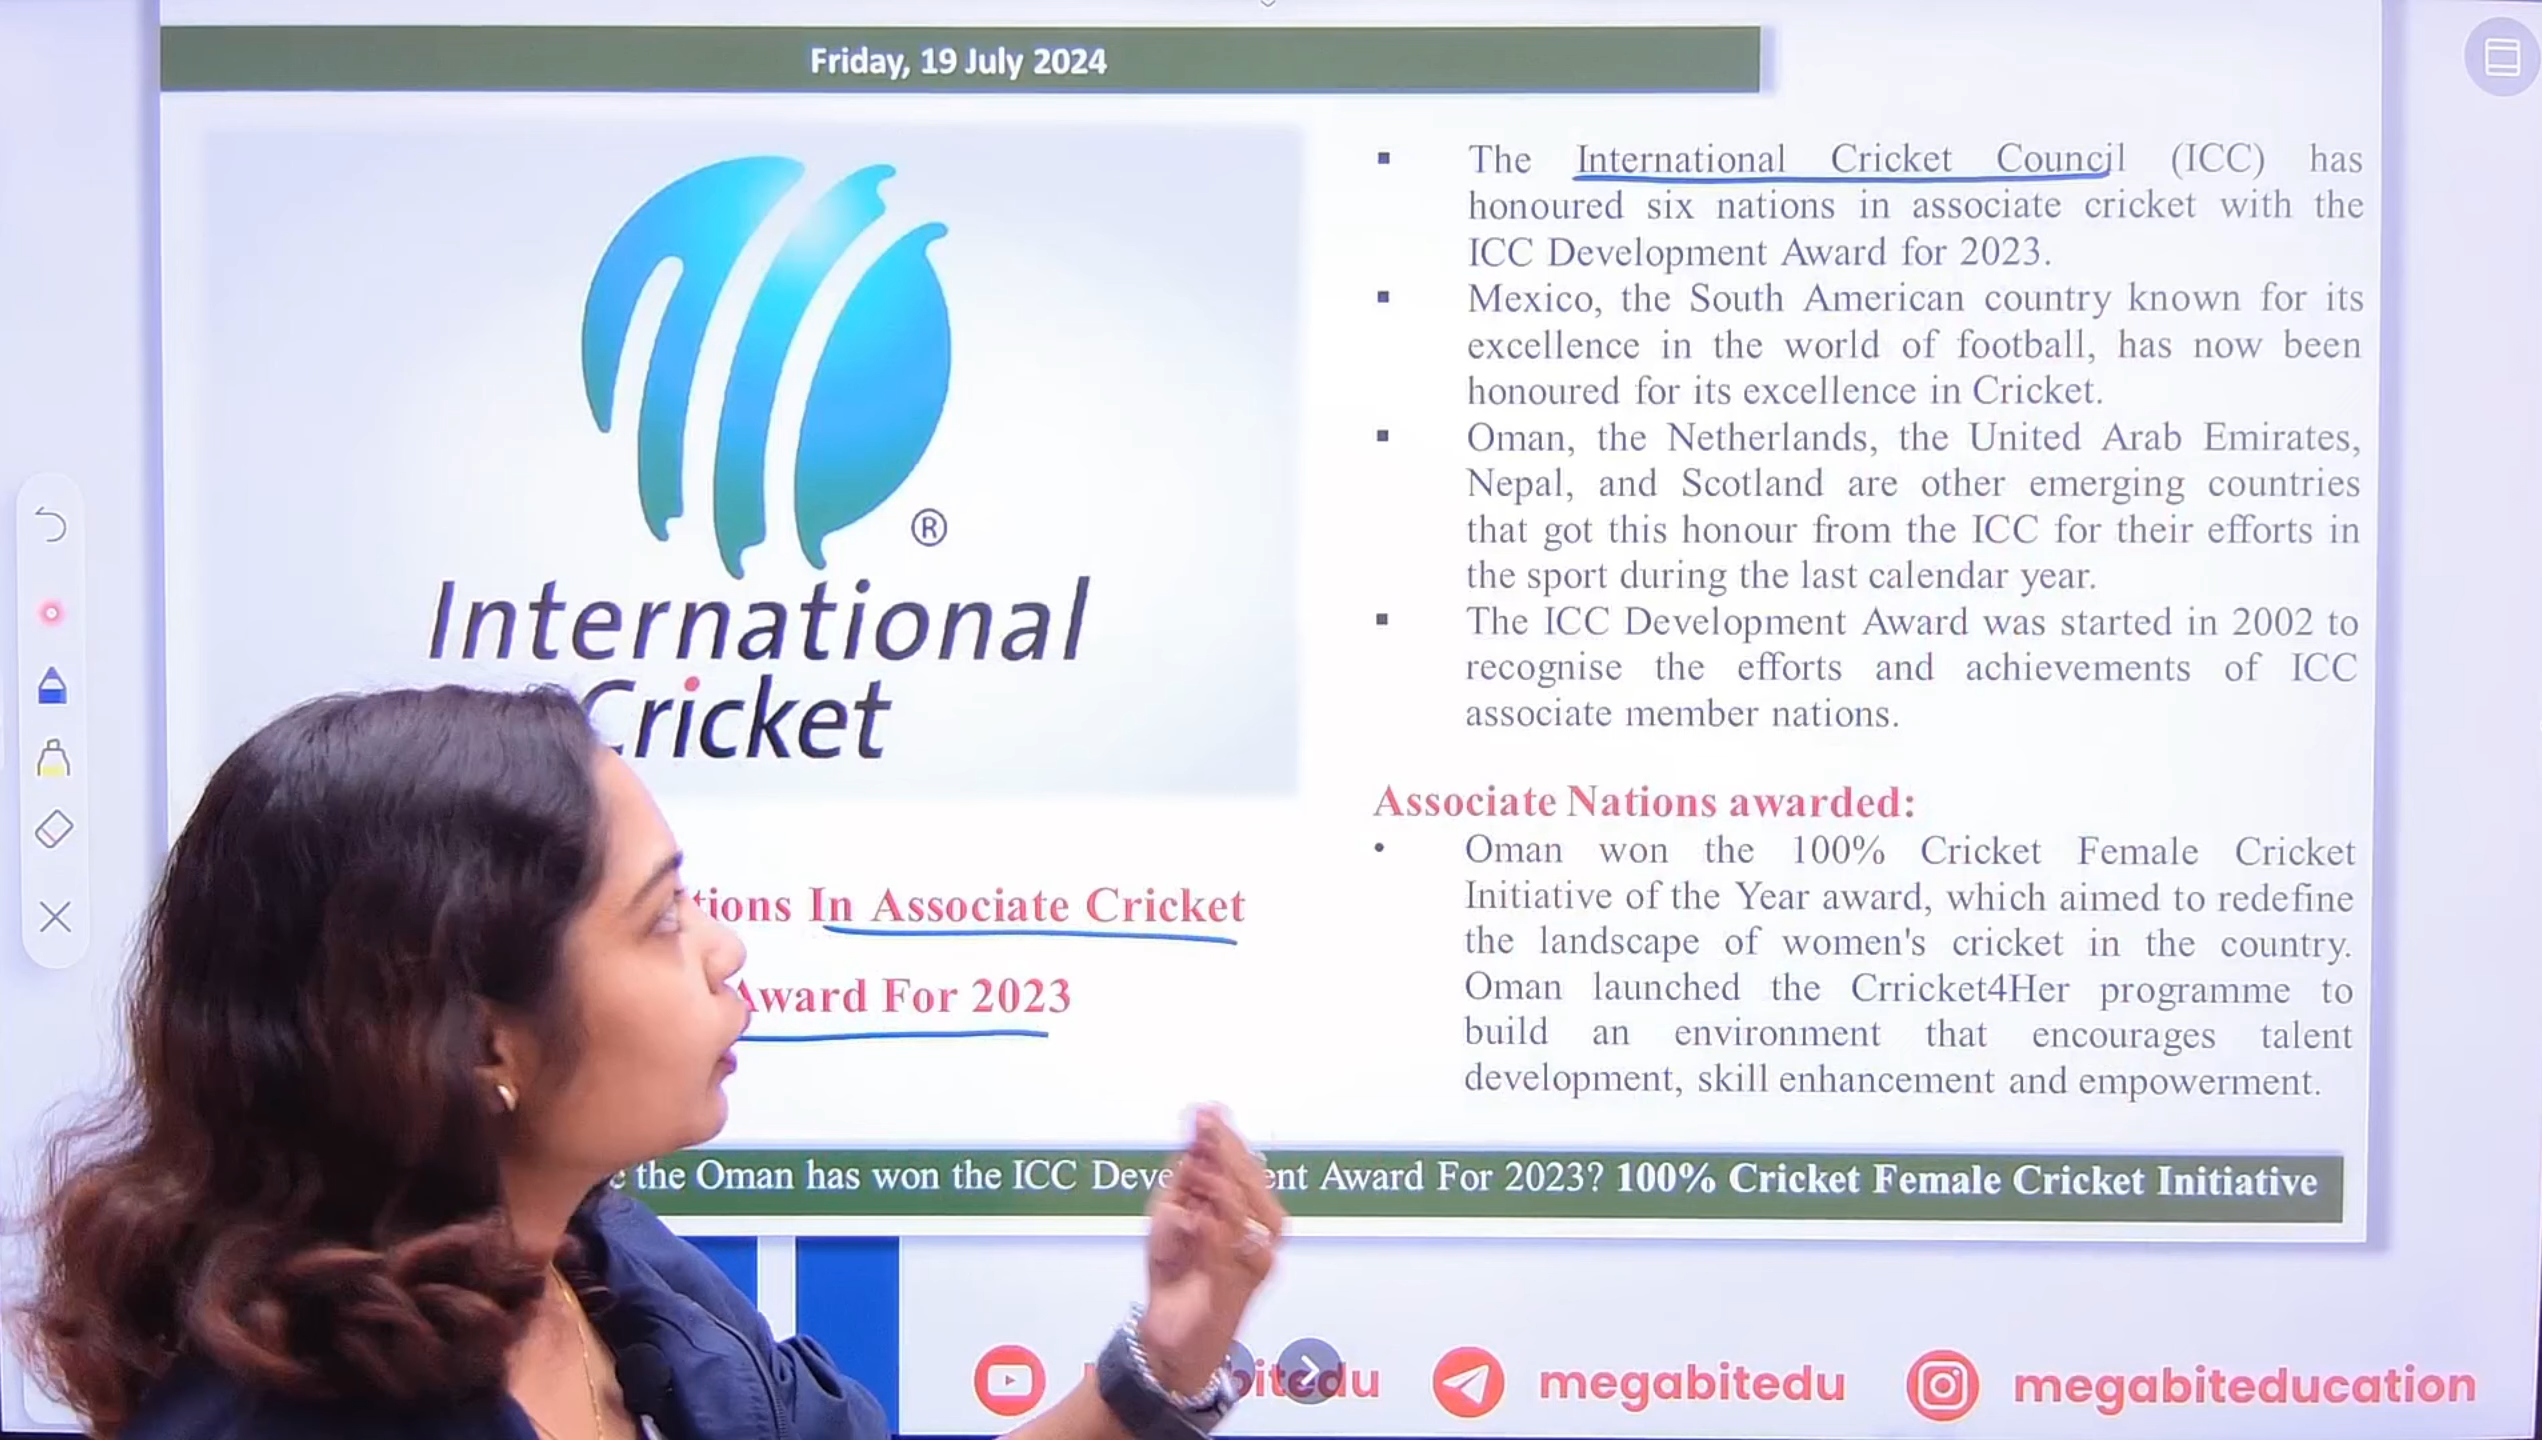 Friday, 19 July 2024
®
International
Cricket
In Associate Cricket
Award For 2023
▪ The International Cricket Council (ICC) has
honoured six nations in associate cricket with the
ICC Development Award for 2023.
▪ Mexico, the South American country known for its
excellence in the world of football, has now been
honoured for its excellence in Cricket.
▪ Oman, the Netherlands, the United Arab Emirates,
Nepal, and Scotland are other emerging countries
that got this honour from the ICC for their efforts in
the sport during the last calendar year.
▪ The ICC Development Award was started in 2002 to
recognise the efforts and achievements of ICC
associate member nations.
Associate Nations awarded:
• Oman won the 100% Cricket Female Cricket
Initiative of the Year award, which aimed to redefine
the landscape of women's cricket in the country.
Oman launched the Crricket4Her programme to
build an environment that encourages talent
development, skill enhancement and empowerment.
the Oman has won the ICC Award For 2023? 100% Cricket Female Cricket Initiative
megabitedu
megabiteducation